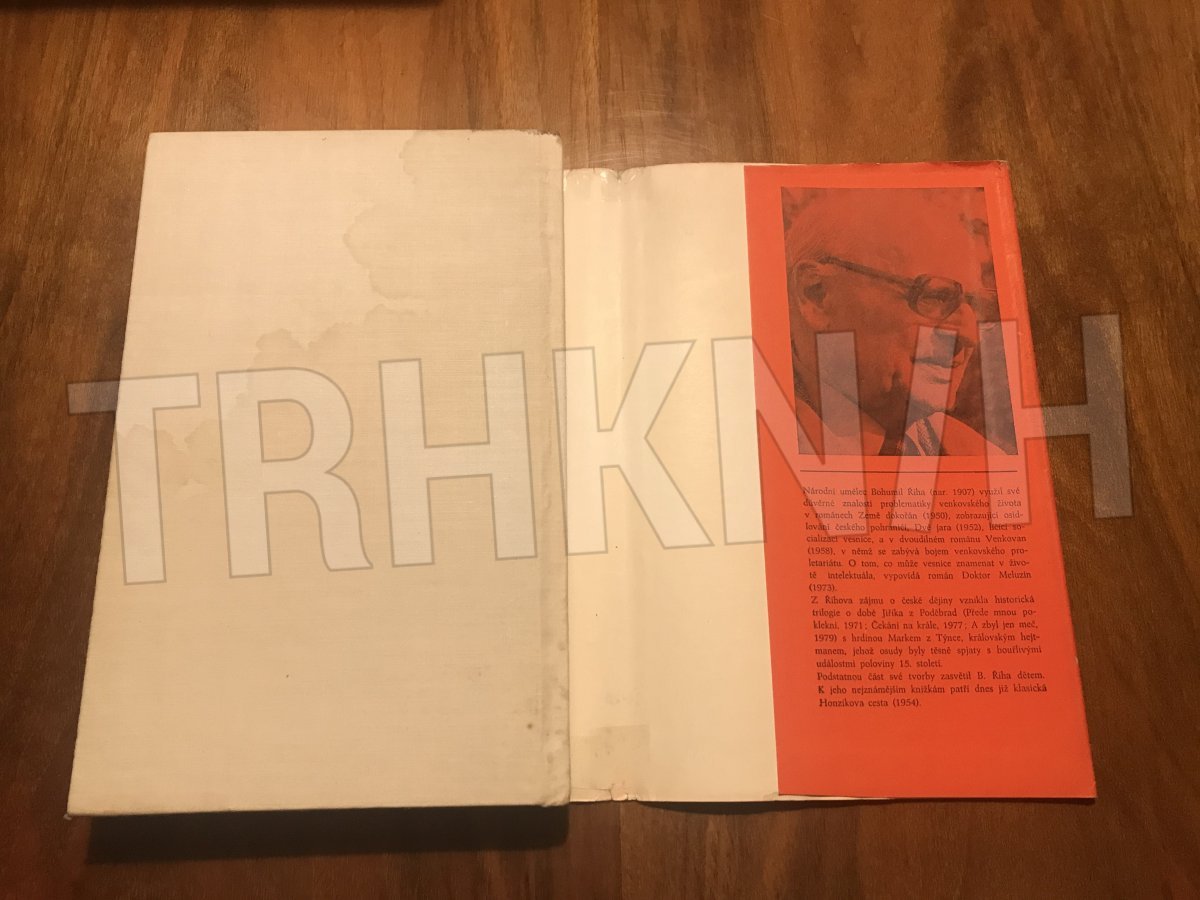 TRHKNIH
Národní umělec Bohumil Říha (nar. 1907) využil své
důvěrné znalosti problematiky venkovského života
v románech Země dokořán (1950), zobrazující osíd-
lování českého pohraničí, Dvě jara (1952), líčící so-
cializaci vesnice, a v dvoudílném románu Venkovan
(1958), v němž se zabývá bojem venkovského pro-
letariátu. O tom, co může vesnice znamenat v živo-
tě intelektuála, vypovídá román Doktor Meluzin
(1973).
Z Říhova zájmu o české dějiny vznikla historická
trilogie o době Jiříka z Poděbrad (Přede mnou po-
klekni, 1971; Čekání na krále, 1977; A zbyl jen meč,
1979) s hrdinou Markem z Týnce, královským hejt-
manem, jehož osudy byly těsně spjaty s bouřlivými
událostmi poloviny 15. století.
Podstatnou část své tvorby zasvětil B. Říha dětem.
K jeho nejznámějším knížkám patří dnes již klasická
Honzíkova cesta (1954).